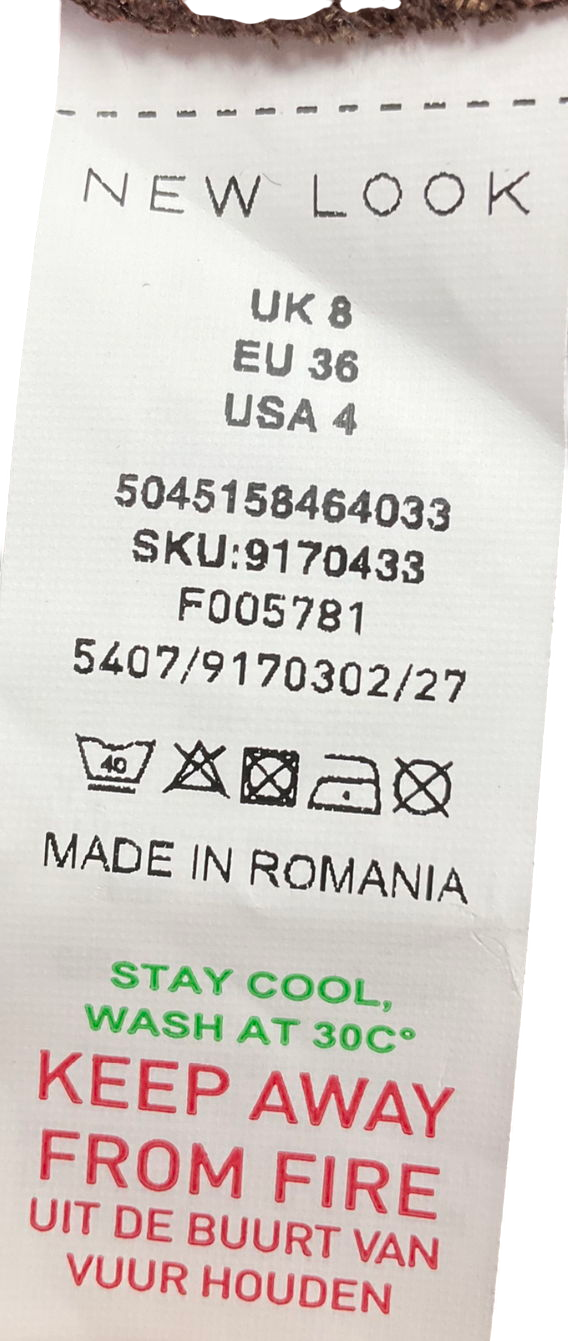 NEW LOOK
UK 8
EU 36
USA 4
5045158464033
SKU:9170433
F005781
5407/9170302/27
40
MADE IN ROMANIA
STAY COOL,
WASH AT 30C°
KEEP AWAY
FROM FIRE
UIT DE BUURT VAN
VUUR HOUDEN